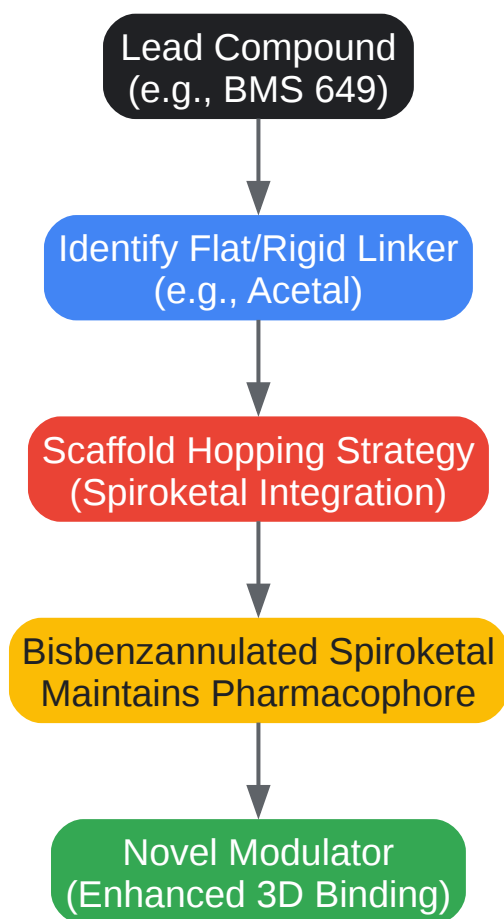 Lead Compound
(e.g., BMS 649)
Identify Flat/Rigid Linker
(e.g., Acetal)
Scaffold Hopping Strategy
(Spiroketal Integration)
Bisbenzannulated Spiroketal
Maintains Pharmacophore
Novel Modulator
(Enhanced 3D Binding)